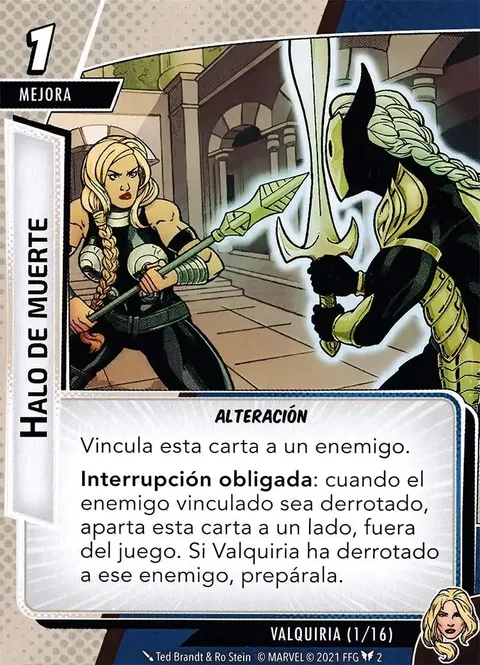 1
MEJORA
HALO DE MUERTE
ALTERACIÓN
Vincula esta carta a un enemigo.
Interrupción obligada: cuando el
enemigo vinculado sea derrotado,
aparta esta carta a un lado, fuera
del juego. Si Valquiria ha derrotado
a ese enemigo, prepárala.
VALQUIRIA (1/16)
Ted Brandt & Ro Stein © MARVEL © 2021 FFG 2